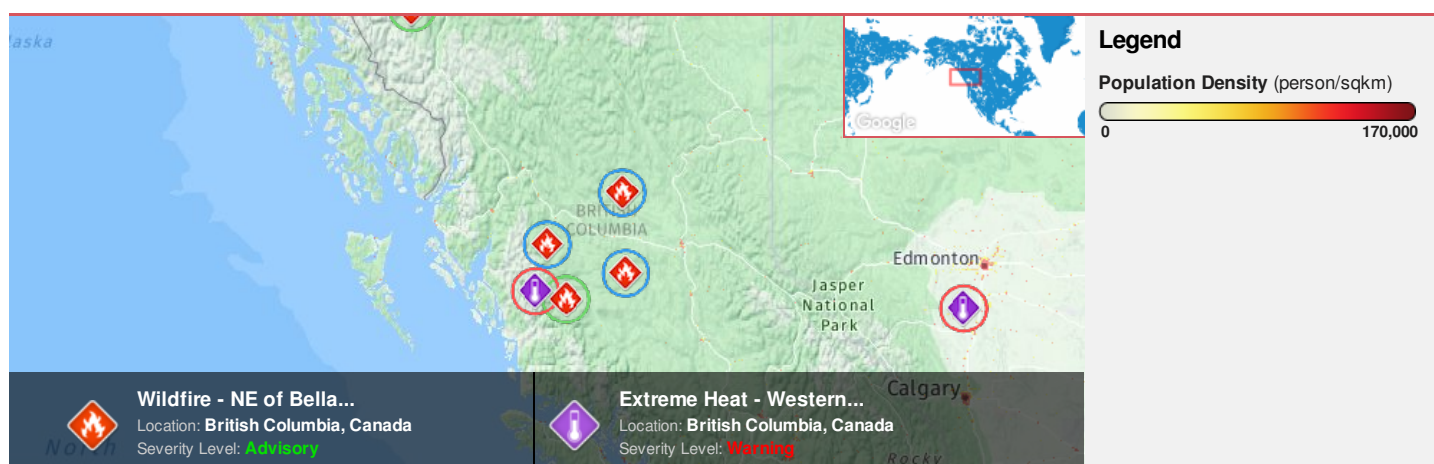 laska
Google
Legend
Population Density (person/sqkm)
0 170,000
BRITISH
COLUMBIA
Edmonton
Jasper
National
Park
Calgary
Wildfire - NE of Bella...
Location: British Columbia, Canada
Severity Level: Advisory
Extreme Heat - Western...
Location: British Columbia, Canada
Severity Level: Warning
North
Rocky